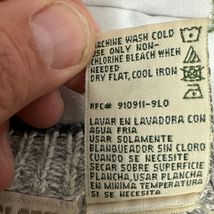 MACHINE WASH COLD
USE ONLY NON-
CHLORINE BLEACH WHEN
NEEDED
DRY FLAT, COOL IRON
RFC# 910911-9L0
LAVAR EN LAVADORA CON
AGUA FRIA
USAR SOLAMENTE
BLANQUEADOR SIN CLORO
CUANDO SE NECESITE
SECAR SOBRE SUPERFICIE
PLANCHA, USAR PLANCHA
EN MINIMA TEMPERATURA
SI SE NECESITA